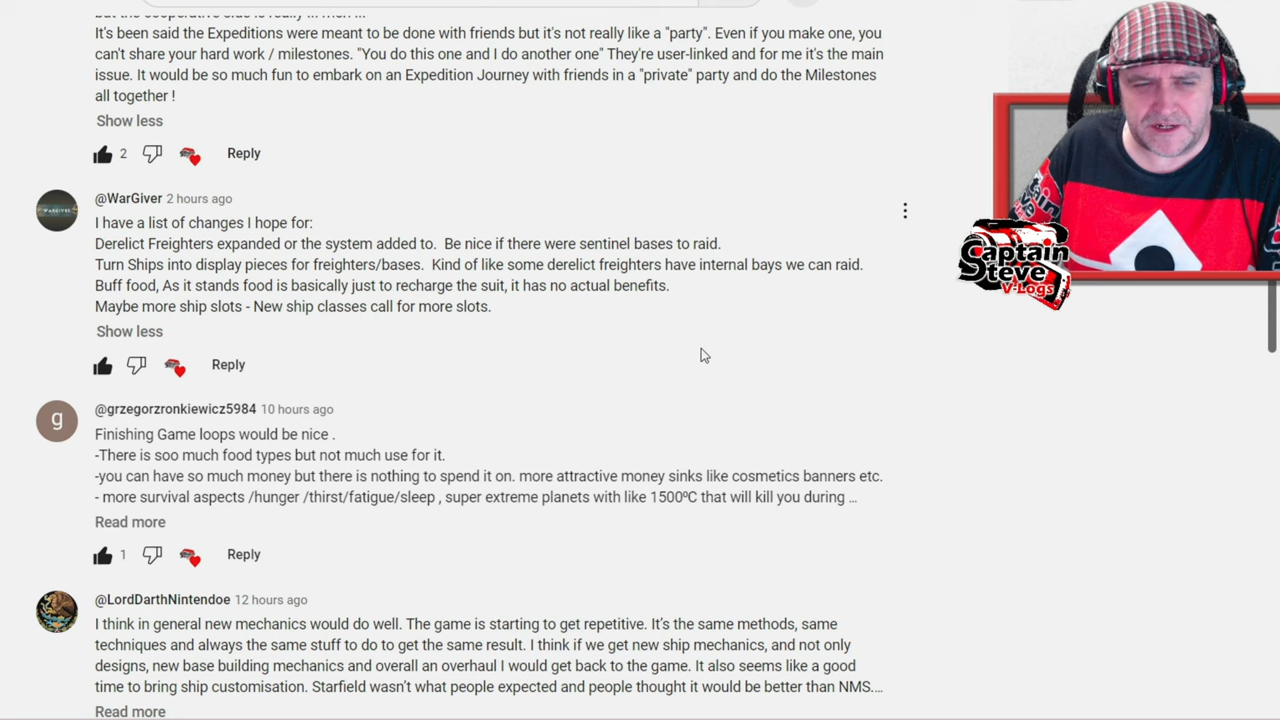 but the cooperative side is really ... meh ...
It's been said the Expeditions were meant to be done with friends but it's not really like a "party". Even if you make one, you
can't share your hard work / milestones. "You do this one and I do another one" They're user-linked and for me it's the main
issue. It would be so much fun to embark on an Expedition Journey with friends in a "private" party and do the Milestones
all together !
Show less
2
Reply
@WarGiver 2 hours ago
I have a list of changes I hope for:
Derelict Freighters expanded or the system added to. Be nice if there were sentinel bases to raid.
Turn Ships into display pieces of freighters/bases. Kind of like some derelict freighters have internal bays we can raid.
Buff food, As it stands food is basically just to recharge the suit, it has no actual benefits.
Maybe more ship slots - New ship classes call for more slots.
Show less
Reply
g
@grzegorzronkiewicz5984 10 hours ago
Finishing Game loops would be nice .
-There is soo much food types but not much use for it.
-you can have so much money but there is nothing to spend it on. more attractive money sinks like cosmetics banners etc.
- more survival aspects /hunger /thirst/fatigue/sleep , super extreme planets with like 1500ºC that will kill you during ...
Read more
1
Reply
@LordDarthNintendoe 12 hours ago
I think in general new mechanics would do well. The game is starting to get repetitive. It's the same methods, same
techniques and always the same stuff to do to get the same result. I think if we get new ship mechanics, and not only
designs, new base building mechanics and overall an overhaul I would get back to the game. It also seems like a good
time to bring ship customisation. Starfield wasn't what people expected and people thought it would be better than NMS....
Read more
Captain
Steve
V-Logs
WARGIVER